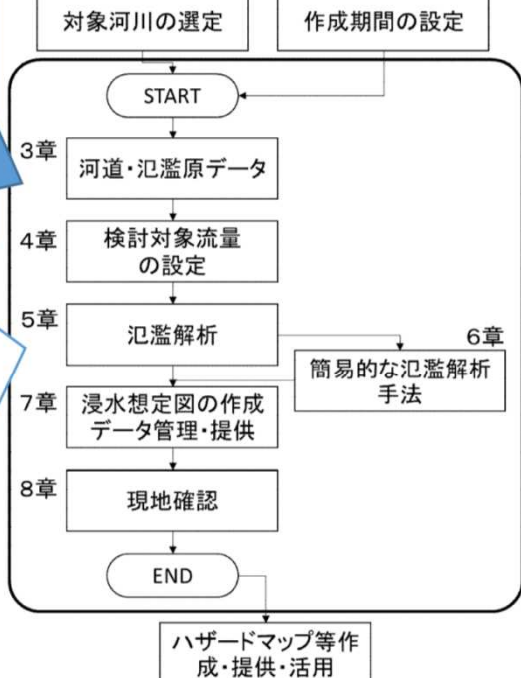 対象河川の選定
作成期間の設定
START
3章
河道・氾濫原データ
4章
検討対象流量
の設定
5章
氾濫解析
6章
簡易的な氾濫解析
手法
7章
浸水想定図の作成
データ管理・提供
8章
現地確認
END
ハザードマップ等作
成・提供・活用